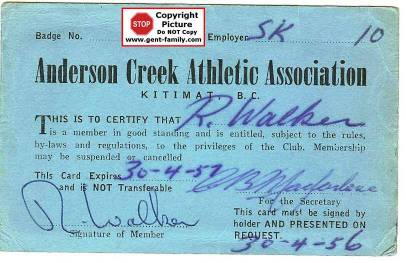 STOP Copyright
Picture
Do NOT Copy
www.gent-family.com
Badge No. Employer SK 10
Anderson Creek Athletic Association
KITIMAT B.C.
THIS IS TO CERTIFY THAT R. Walker
is a member in good standing and is entitled, subject to the rules,
by-laws and regulations, to the privileges of the Club. Membership
may be suspended or cancelled
This Card Expires 30-4-57
and is NOT Transferable
For the Secretary
This card must be signed by
holder AND PRESENTED ON
REQUEST.
R. Walker
Signature of Member
30-4-56